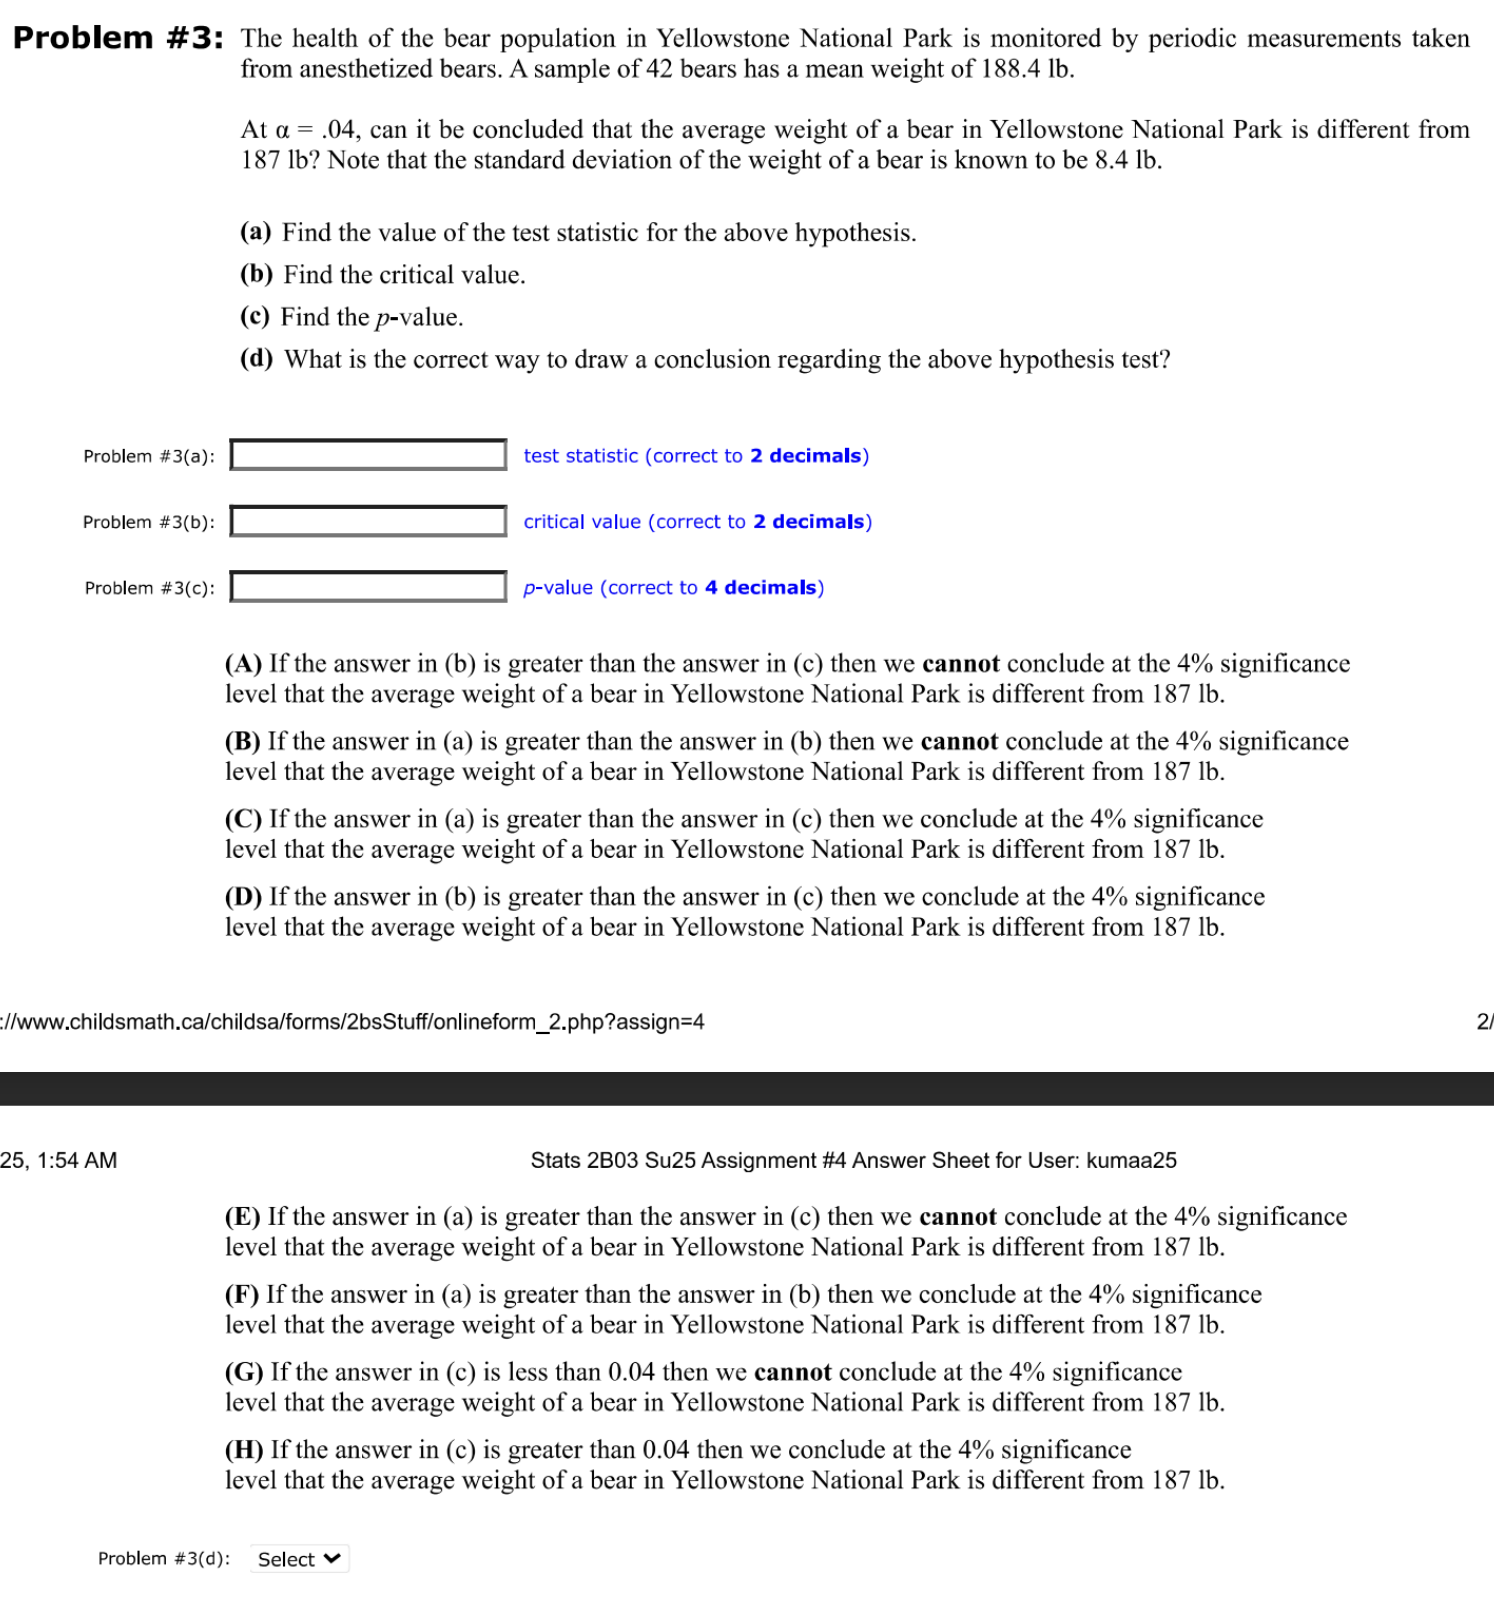 Problem #3: The health of the bear population in Yellowstone National Park is monitored by periodic measurements taken
from anesthetized bears. A sample of 42 bears has a mean weight of 188.4 lb.
At α = .04, can it be concluded that the average weight of a bear in Yellowstone National Park is different from
187 lb? Note that the standard deviation of the weight of a bear is known to be 8.4 lb.
(a) Find the value of the test statistic for the above hypothesis.
(b) Find the critical value.
(c) Find the p-value.
(d) What is the correct way to draw a conclusion regarding the above hypothesis test?
Problem #3(a): test statistic (correct to 2 decimals)
Problem #3(b): critical value (correct to 2 decimals)
Problem #3(c): p-value (correct to 4 decimals)
(A) If the answer in (b) is greater than the answer in (c) then we cannot conclude at the 4% significance
level that the average weight of a bear in Yellowstone National Park is different from 187 lb.
(B) If the answer in (a) is greater than the answer in (b) then we cannot conclude at the 4% significance
level that the average weight of a bear in Yellowstone National Park is different from 187 lb.
(C) If the answer in (a) is greater than the answer in (c) then we conclude at the 4% significance
level that the average weight of a bear in Yellowstone National Park is different from 187 lb.
(D) If the answer in (b) is greater than the answer in (c) then we conclude at the 4% significance
level that the average weight of a bear in Yellowstone National Park is different from 187 lb.
://www.childsmath.ca/childsa/forms/2bsStuff/onlineform_2.php?assign=4 2/
25, 1:54 AM Stats 2B03 Su25 Assignment #4 Answer Sheet for User: kumaa25
(E) If the answer in (a) is greater than the answer in (c) then we cannot conclude at the 4% significance
level that the average weight of a bear in Yellowstone National Park is different from 187 lb.
(F) If the answer in (a) is greater than the answer in (b) then we conclude at the 4% significance
level that the average weight of a bear in Yellowstone National Park is different from 187 lb.
(G) If the answer in (c) is less than 0.04 then we cannot conclude at the 4% significance
level that the average weight of a bear in Yellowstone National Park is different from 187 lb.
(H) If the answer in (c) is greater than 0.04 then we conclude at the 4% significance
level that the average weight of a bear in Yellowstone National Park is different from 187 lb.
Problem #3(d): Select